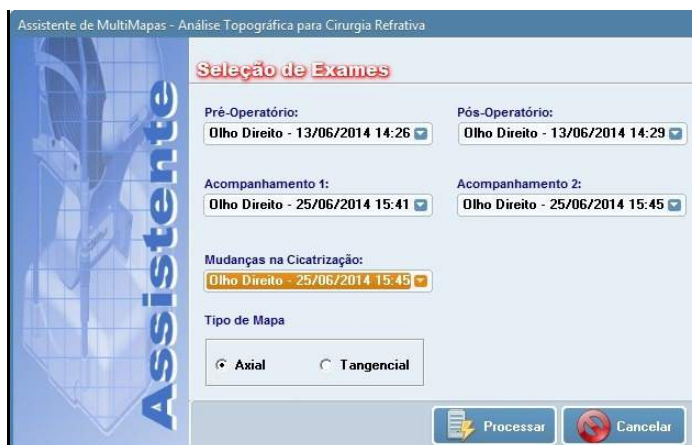 Assistente de MultiMapas - Análise Topográfica para Cirurgia Refrativa
Assistente
Seleção de Exames
Pré-Operatório:
Olho Direito - 13/06/2014 14:26
Pós-Operatório:
Olho Direito - 13/06/2014 14:29
Acompanhamento 1:
Olho Direito - 25/06/2014 15:41
Acompanhamento 2:
Olho Direito - 25/06/2014 15:45
Mudanças na Cicatrização:
Olho Direito - 25/06/2014 15:45
Tipo de Mapa
Axial
Tangencial
Processar
Cancelar